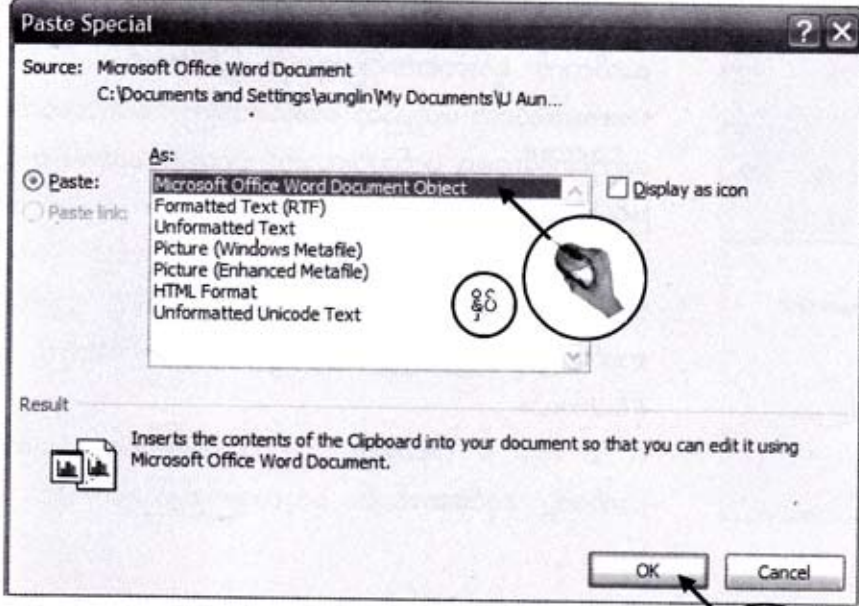 Paste Special
Source: Microsoft Office Word Document
C:\Documents and Settings\aunglin\My Documents\U Aun...
As:
Paste:
Paste link:
Microsoft Office Word Document Object
Formatted Text (RTF)
Unformatted Text
Picture (Windows Metafile)
Picture (Enhanced Metafile)
HTML Format
Unformatted Unicode Text
Display as icon
Result
Inserts the contents of the Clipboard into your document so that you can edit it using
Microsoft Office Word Document.
OK
Cancel